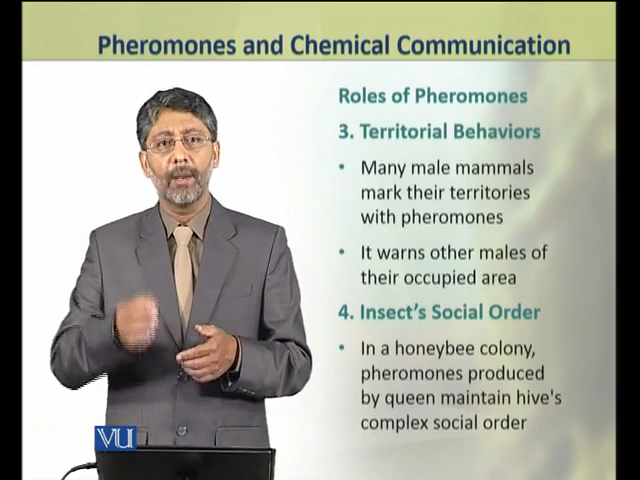 Pheromones and Chemical Communication
Roles of Pheromones
3. Territorial Behaviors
• Many male mammals
mark their territories
with pheromones
• It warns other males of
their occupied area
4. Insect's Social Order
• In a honeybee colony,
pheromones produced
by queen maintain hive's
complex social order
VU